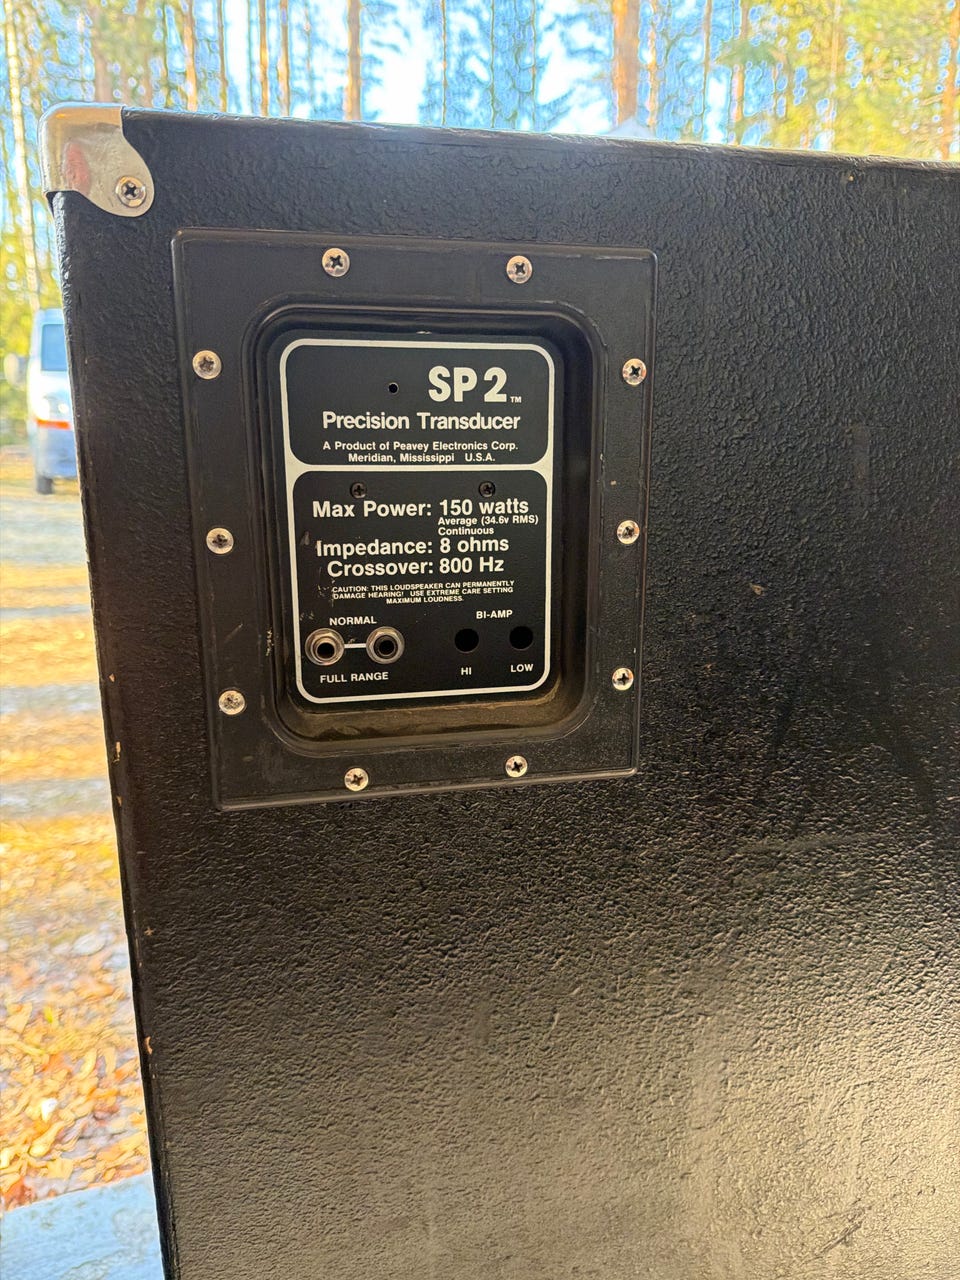 SP 2™
Precision Transducer
A Product of Peavey Electronics Corp.
Meridian, Mississippi U.S.A.
Max Power: 150 watts
Average (34.6v RMS)
Continuous
Impedance: 8 ohms
Crossover: 800 Hz
CAUTION: THIS LOUDSPEAKER CAN PERMANENTLY
DAMAGE HEARING! USE EXTREME CARE SETTING
MAXIMUM LOUDNESS.
NORMAL BI-AMP
FULL RANGE HI LOW